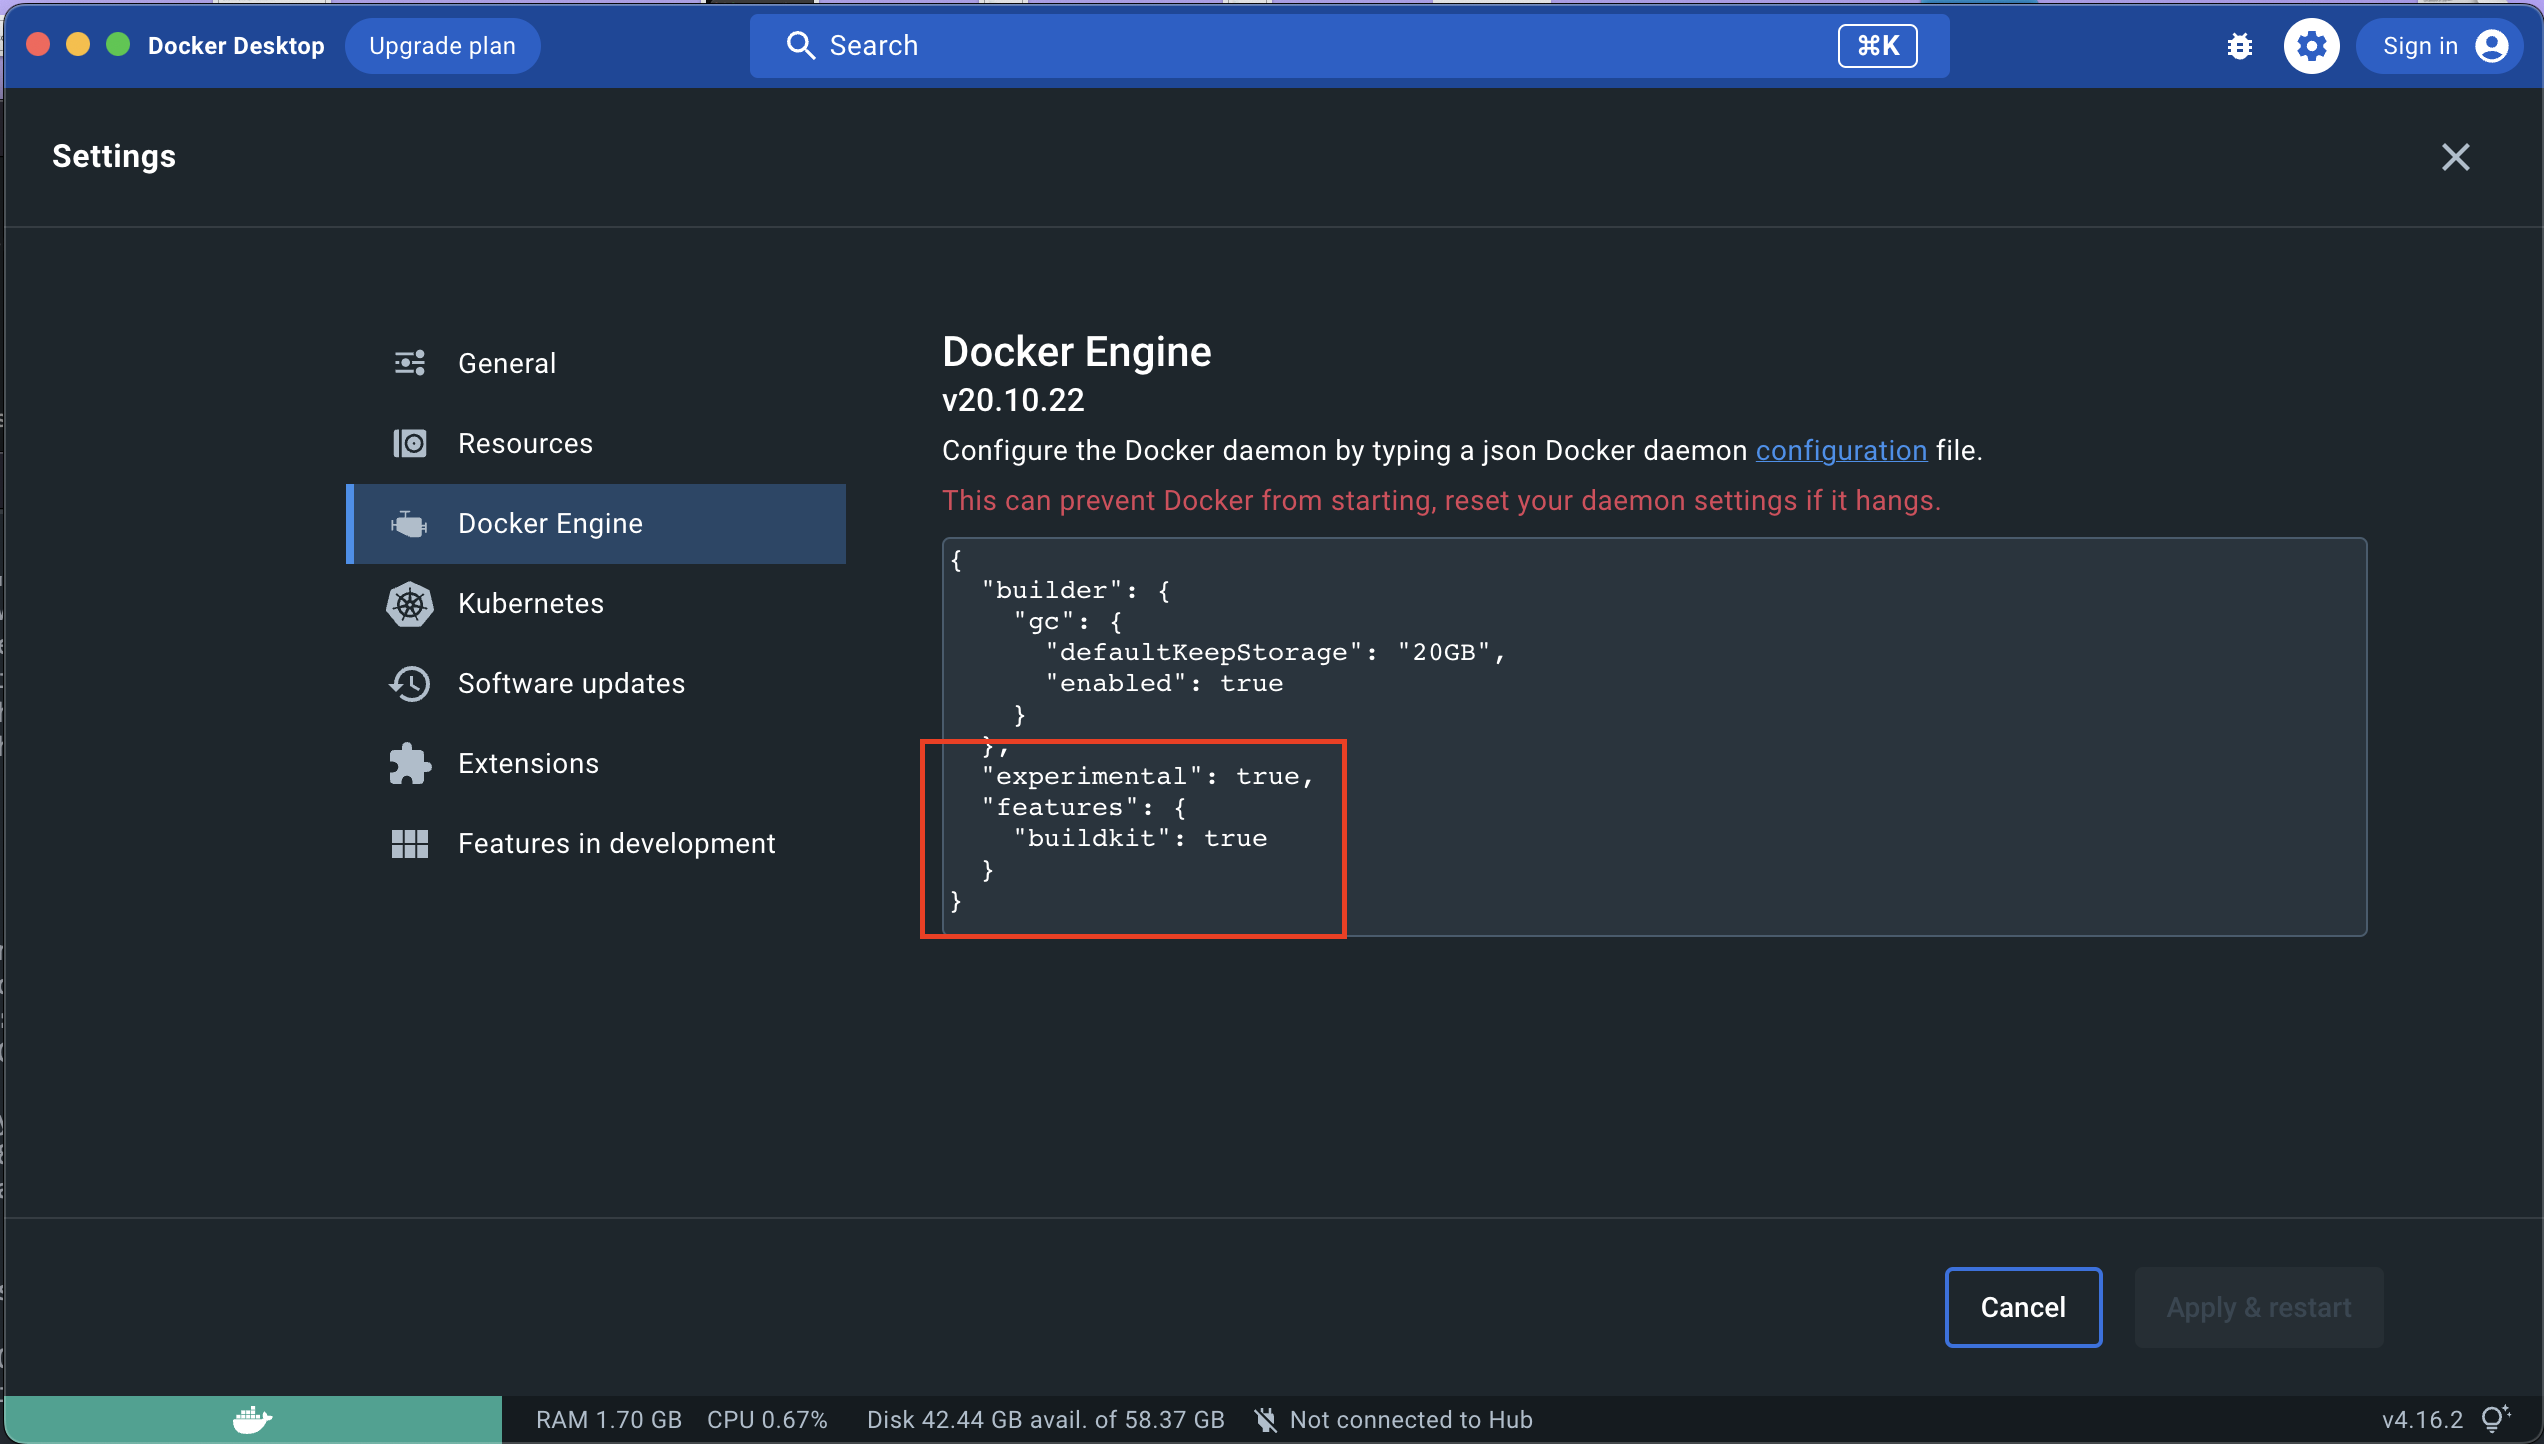 Docker Desktop
Upgrade plan
Search
⌘K
Sign in
Settings
General
Resources
Docker Engine
Kubernetes
Software updates
Extensions
Features in development
Docker Engine
v20.10.22
Configure the Docker daemon by typing a json Docker daemon configuration file.
This can prevent Docker from starting, reset your daemon settings if it hangs.
{
  "builder": {
    "gc": {
      "defaultKeepStorage": "20GB",
      "enabled": true
    }
  },
  "experimental": true,
  "features": {
    "buildkit": true
  }
}
Cancel
Apply & restart
RAM 1.70 GB CPU 0.67% Disk 42.44 GB avail. of 58.37 GB Not connected to Hub
v4.16.2